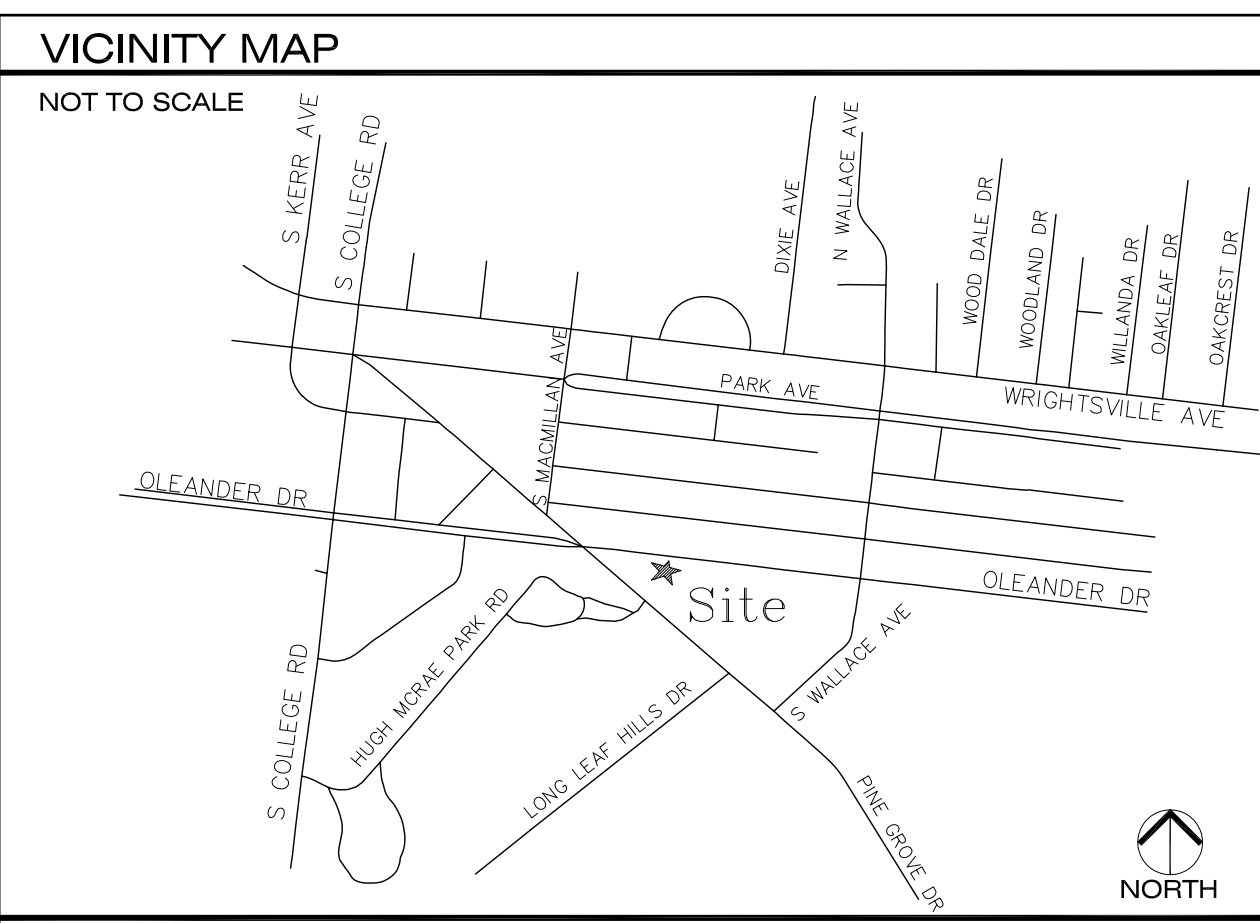 VICINITY MAP
NOT TO SCALE
S KERR AVE
S COLLEGE RD
DIXIE AVE
N WALLACE AVE
WOOD DALE DR
WOODLAND DR
WILLANDA DR
OAKLEAF DR
OAKCREST DR
S MACMILLAN AVE
PARK AVE
WRIGHTSVILLE AVE
OLEANDER DR
OLEANDER DR
Site
HUGH MCRAE PARK RD
S WALLACE AVE
S COLLEGE RD
LONG LEAF HILLS DR
PINE GROVE DR
NORTH